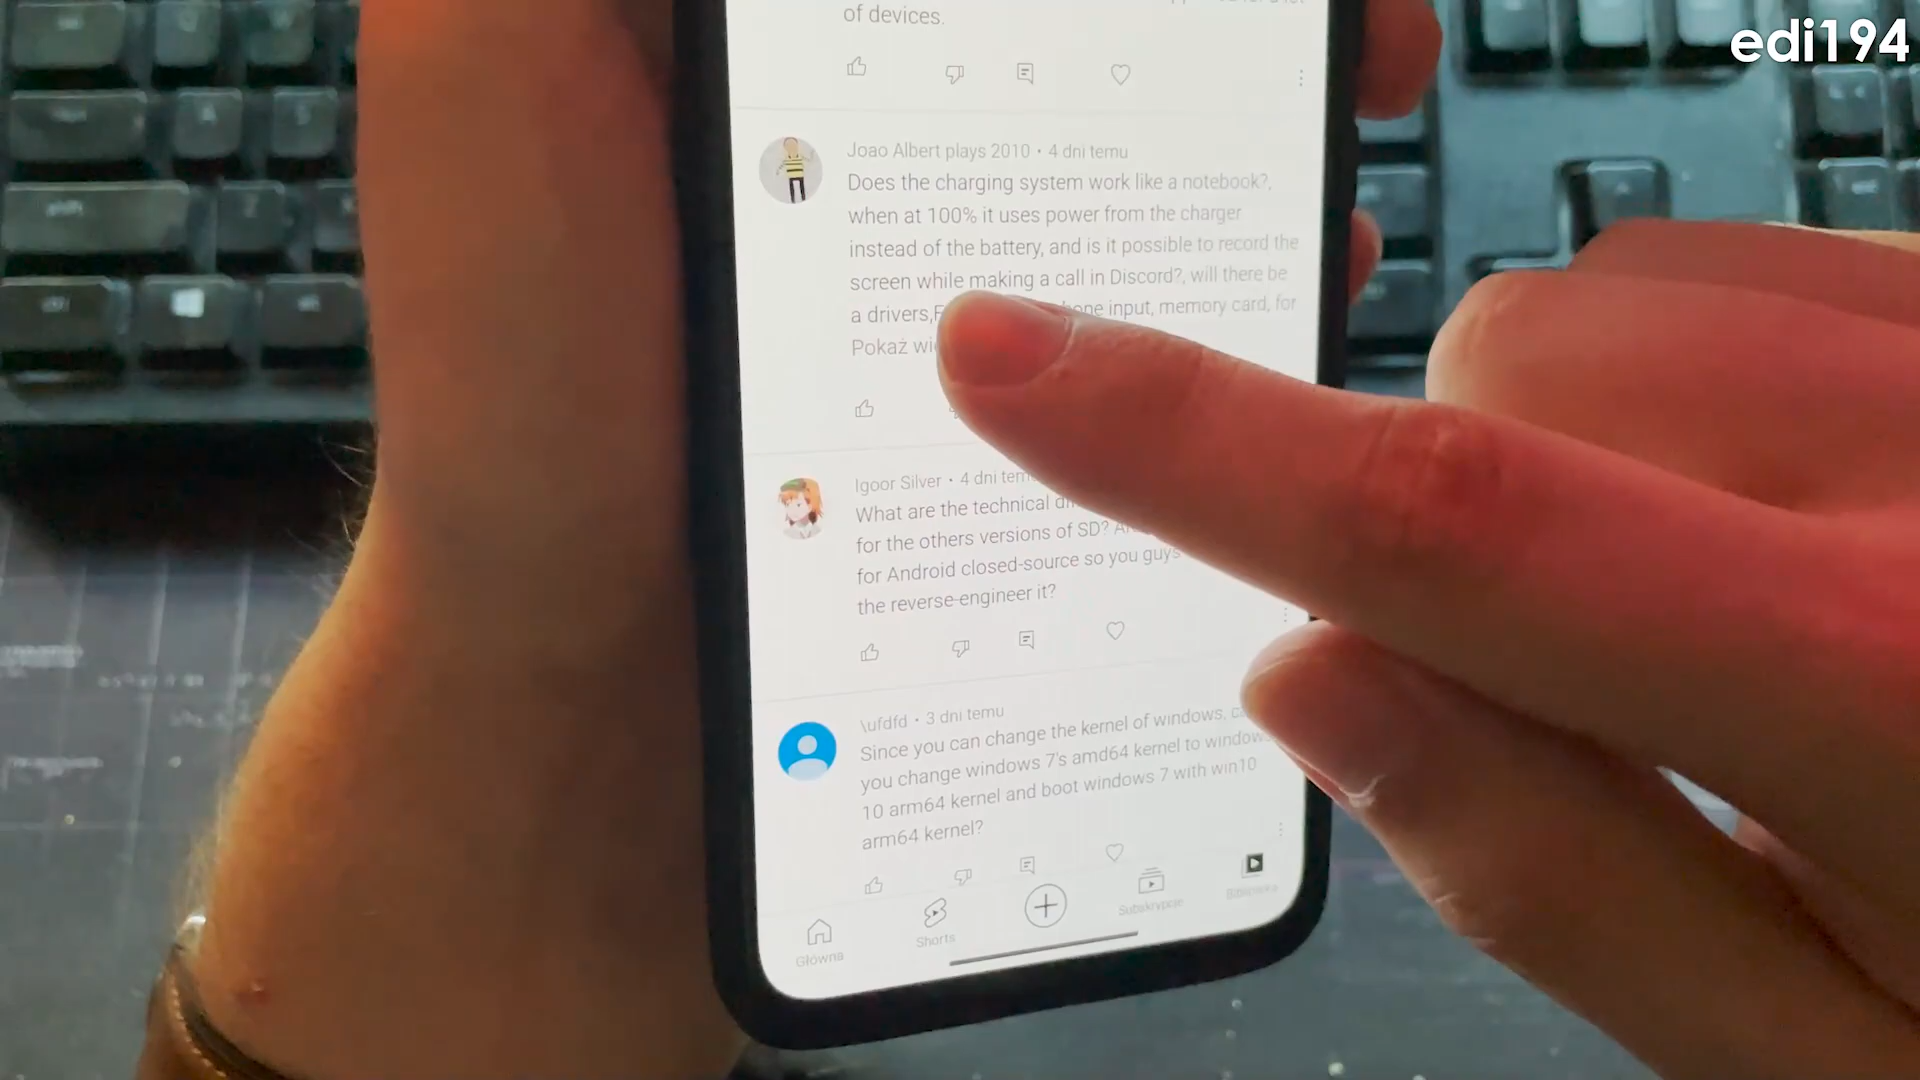 edi194
of devices.
Joao Albert plays 2010 • 4 dni temu
Does the charging system work like a notebook?,
when at 100% it uses power from the charger
instead of the battery, and is it possible to record the
screen while making a call in Discord?, will there be
a drivers, input, memory card, for
Pokaż
Igoor Silver • 4 dni
What are the technical
for the others versions of SD?
for Android closed-source so you guys
the reverse-engineer it?
\ufdfd • 3 dni temu
Since you can change the kernel of windows,
you change windows 7's amd64 kernel to window
10 arm64 kernel and boot windows 7 with win10
arm64 kernel?
Główna
Shorts
Subskrypcje
Biblioteka
shift